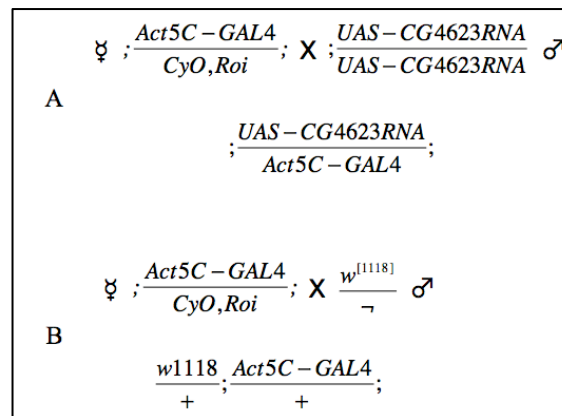 ☿ ; Act5C – GAL4 / CyO,Roi ; X ; UAS – CG4623RNA / UAS – CG4623RNA ♂
A
; UAS – CG4623RNA / Act5C – GAL4 ;
☿ ; Act5C – GAL4 / CyO,Roi ; X w[1118] / ¬ ♂
B
w1118 / + ; Act5C – GAL4 / + ;